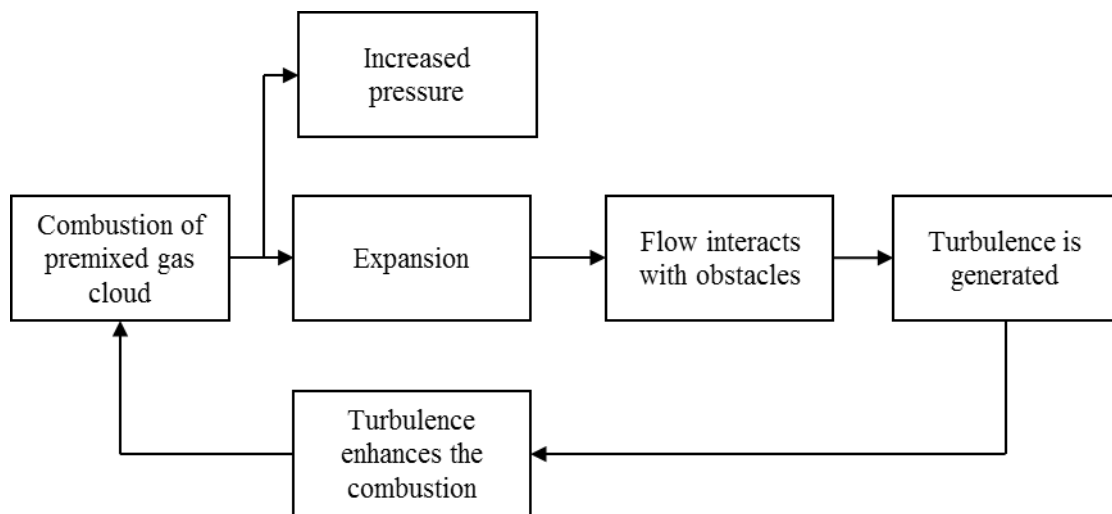 Increased
pressure
Combustion of
premixed gas
cloud
Expansion
Flow interacts
with obstacles
Turbulence is
generated
Turbulence
enhances the
combustion